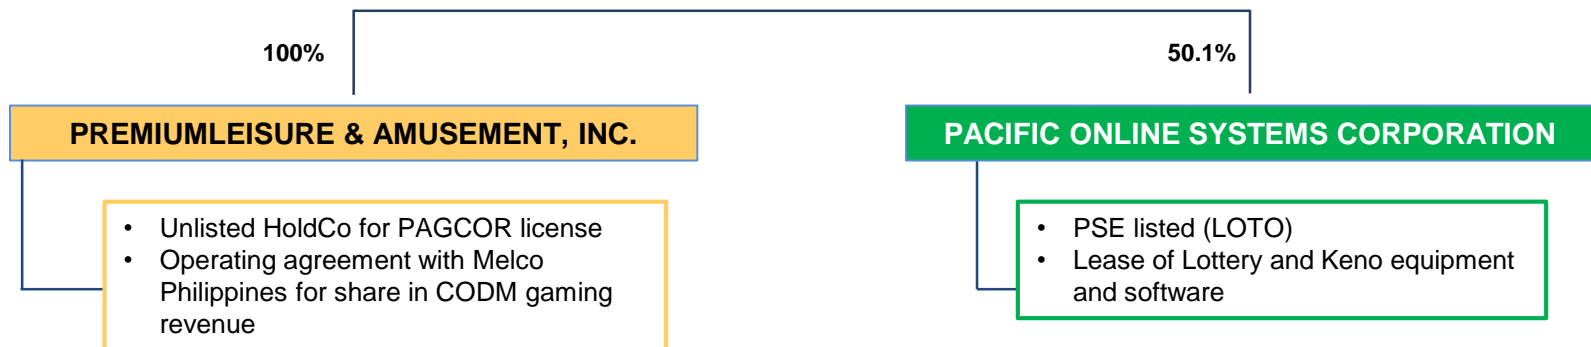 100%
50.1%
PREMIUMLEISURE & AMUSEMENT, INC.
• Unlisted HoldCo for PAGCOR license
• Operating agreement with Melco
Philippines for share in CODM gaming
revenue
PACIFIC ONLINE SYSTEMS CORPORATION
• PSE listed (LOTO)
• Lease of Lottery and Keno equipment
and software